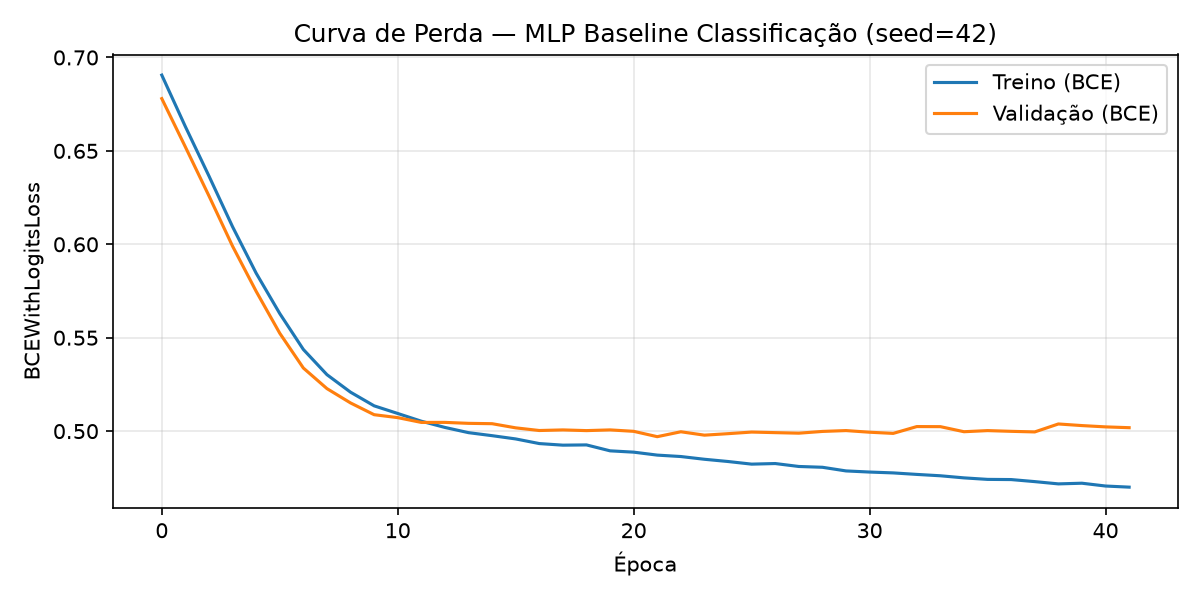 Curva de Perda — MLP Baseline Classificação (seed=42)
Treino (BCE)
Validação (BCE)
BCEWithLogitsLoss
0.70
0.65
0.60
0.55
0.50
0
10
20
30
40
Época